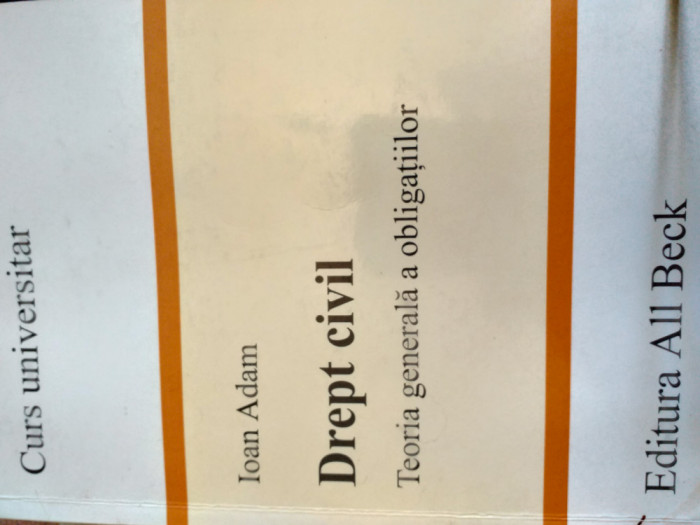 Curs universitar
Ioan Adam
Drept civil
Teoria generală a obligațiilor
Editura All Beck